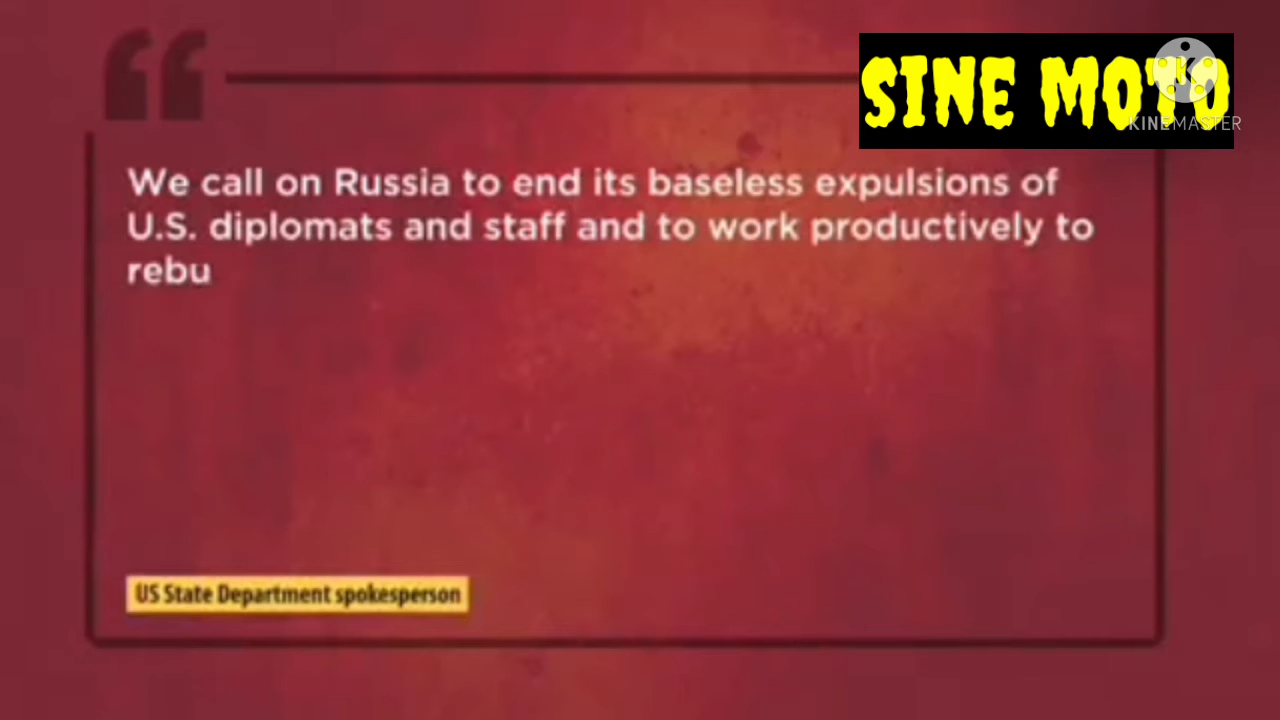 SINE MOTO
KINEMASTER
We call on Russia to end its baseless expulsions of
U.S. diplomats and staff and to work productively to
rebu
US State Department spokesperson